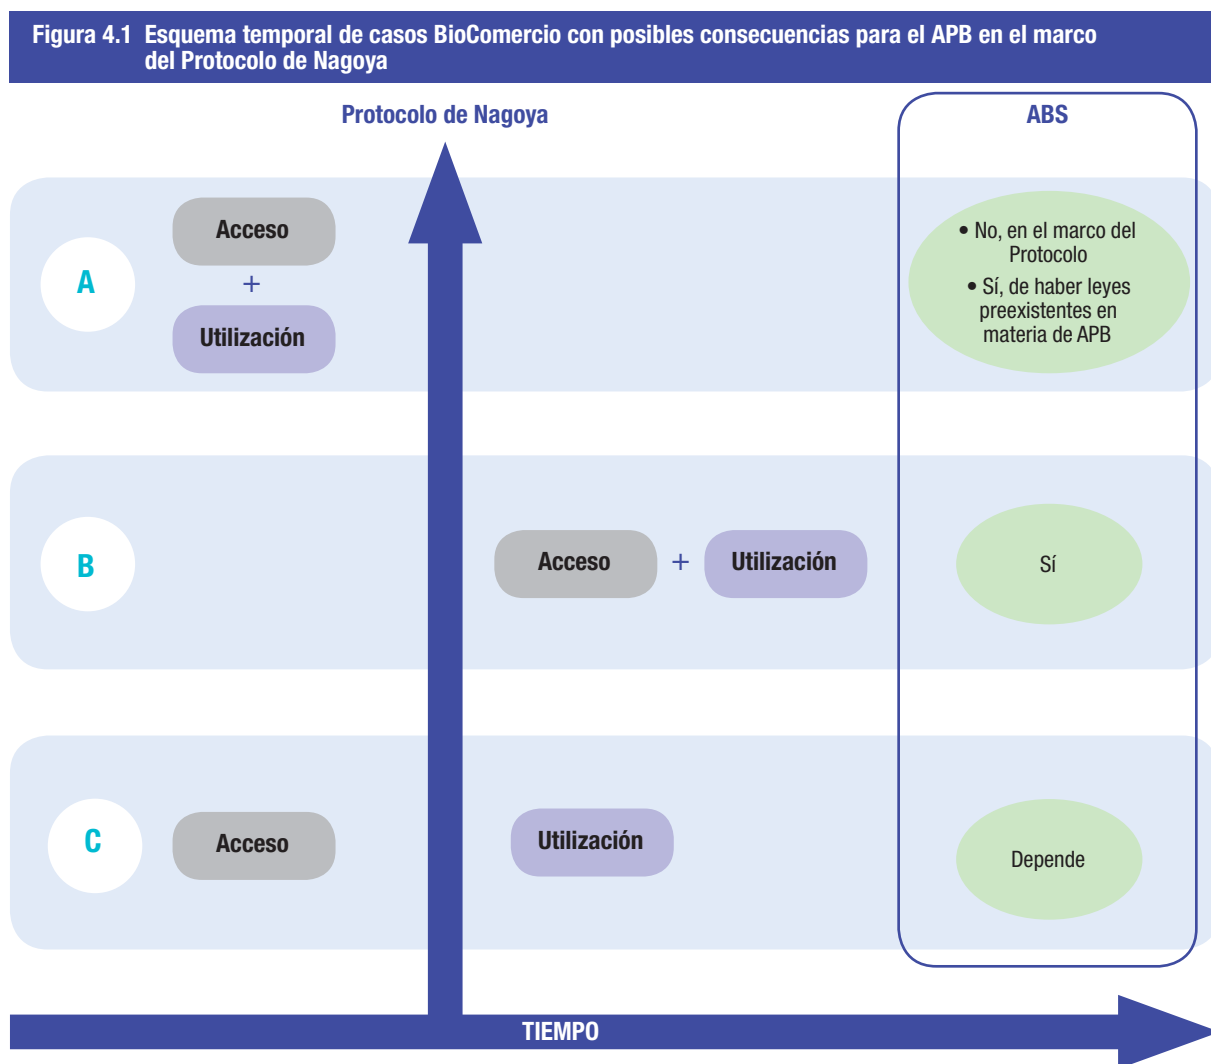 Figura 4.1 Esquema temporal de casos BioComercio con posibles consecuencias para el APB en el marco
del Protocolo de Nagoya
Protocolo de Nagoya
ABS
A
Acceso
+
Utilización
• No, en el marco del
Protocolo
• Sí, de haber leyes
preexistentes en
materia de APB
B
Acceso + Utilización
Sí
C
Acceso
Utilización
Depende
TIEMPO